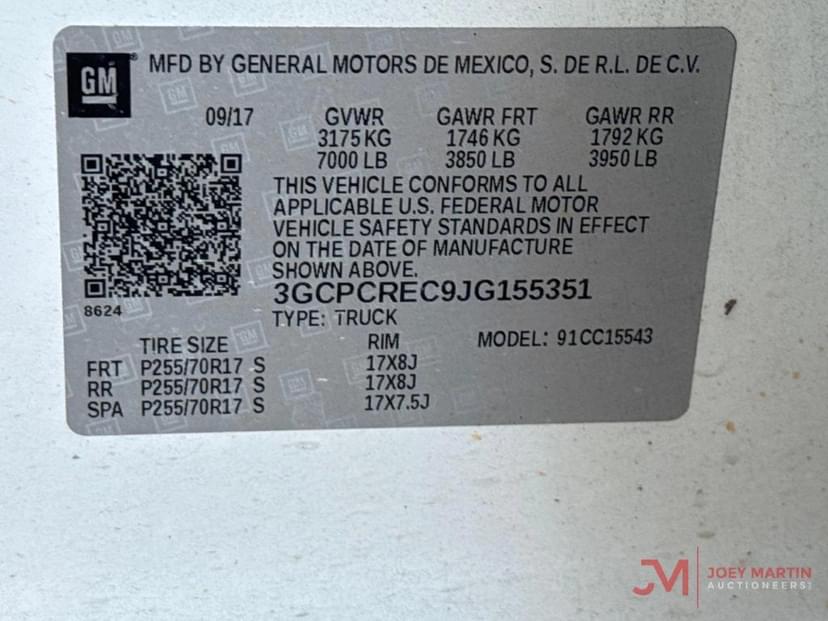 GM
MFD BY GENERAL MOTORS DE MEXICO, S. DE R.L. DE C.V.
09/17 GVWR GAWR FRT GAWR RR
3175 KG 1746 KG 1792 KG
7000 LB 3850 LB 3950 LB
THIS VEHICLE CONFORMS TO ALL
APPLICABLE U.S. FEDERAL MOTOR
VEHICLE SAFETY STANDARDS IN EFFECT
ON THE DATE OF MANUFACTURE
SHOWN ABOVE.
3GCPCREC9JG155351
8624
TYPE: TRUCK
TIRE SIZE RIM MODEL: 91CC15543
FRT P255/70R17 S 17X8J
RR P255/70R17 S 17X8J
SPA P255/70R17 S 17X7.5J
JM JOEY MARTIN
AUCTIONEERS